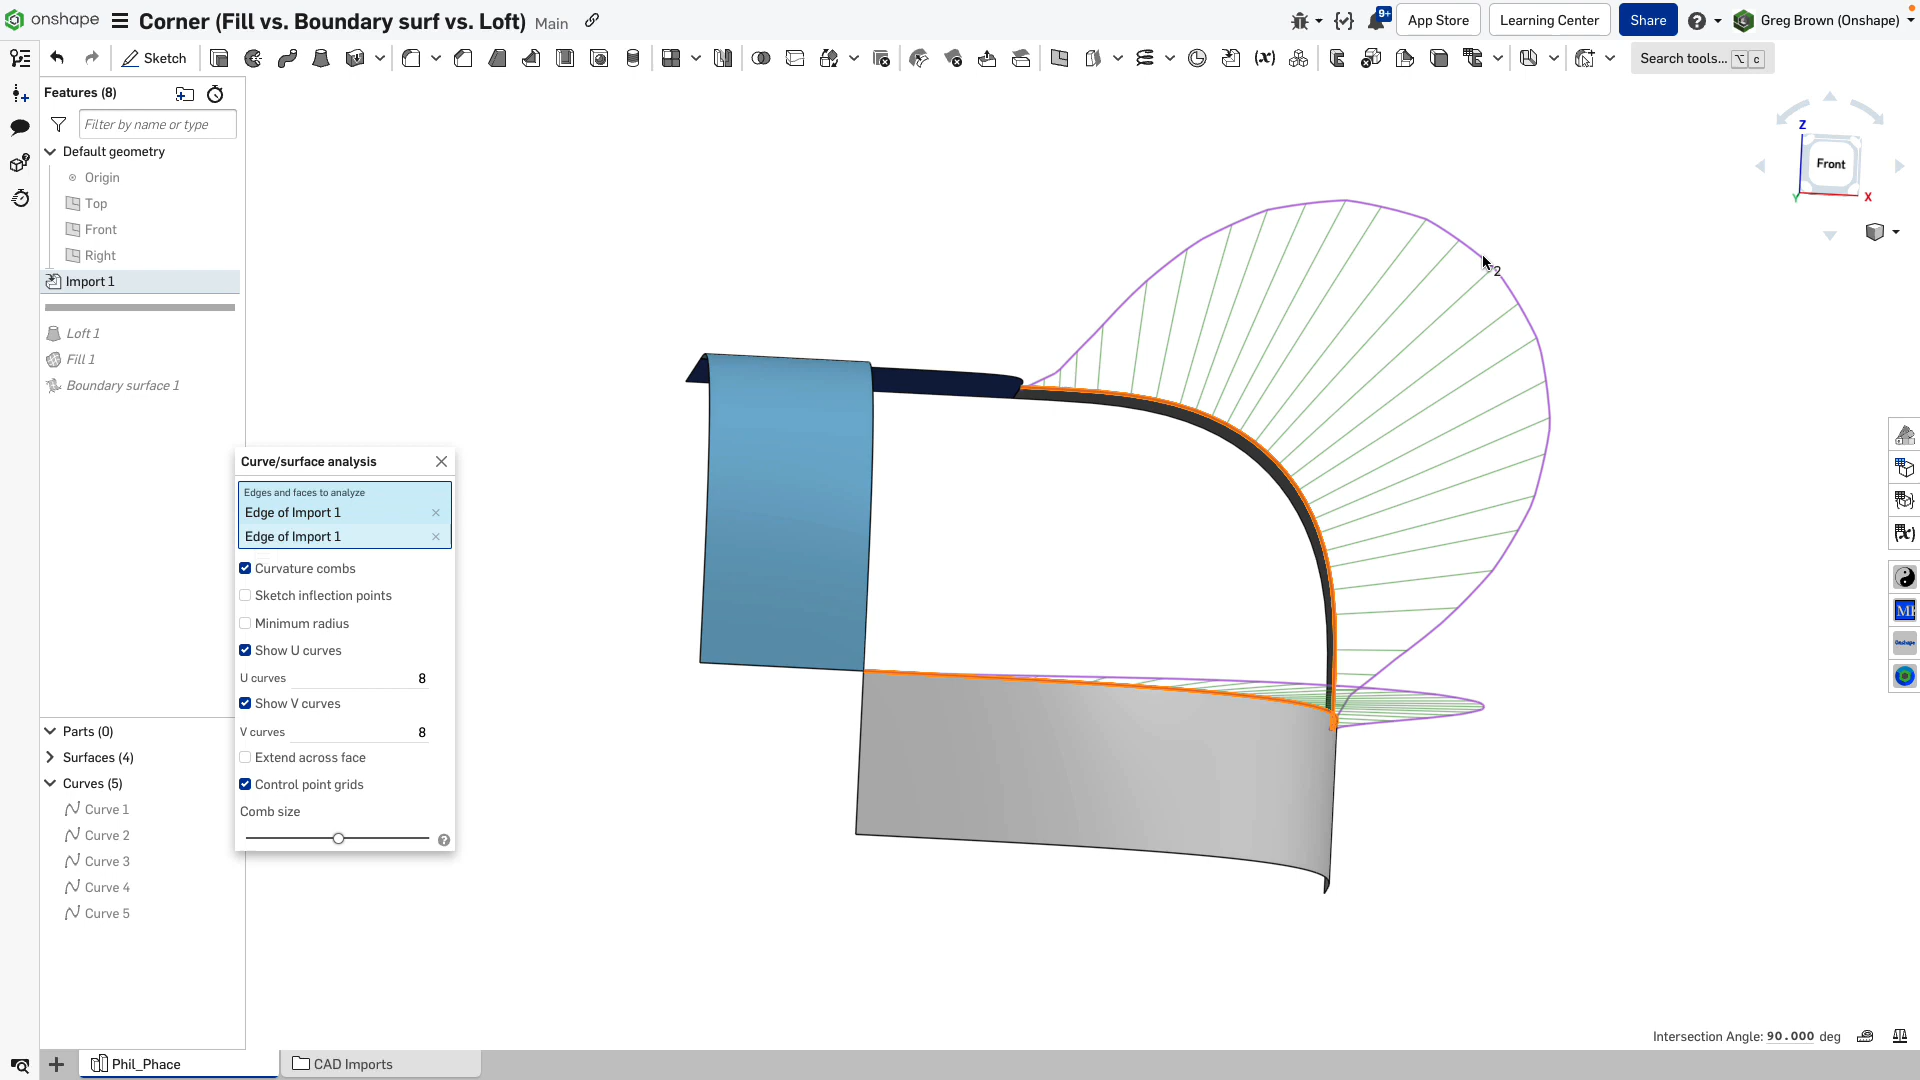 onshape
Corner (Fill vs. Boundary surf vs. Loft)
Main
9+
App Store
Learning Center
Share
Greg Brown (Onshape)
Sketch
Search tools... ⌥ c
Features (8)
Filter by name or type
Default geometry
Origin
Top
Front
Right
Import 1
Loft 1
Fill 1
Boundary surface 1
Curve/surface analysis
Edges and faces to analyze
Edge of Import 1
Edge of Import 1
Curvature combs
Sketch inflection points
Minimum radius
Show U curves
U curves 8
Show V curves
V curves 8
Extend across face
Control point grids
Comb size
Parts (0)
Surfaces (4)
Curves (5)
Curve 1
Curve 2
Curve 3
Curve 4
Curve 5
2
Z
Front
Y
X
(x)
Onshape
Intersection Angle: 90.000 deg
Phil_Phace
CAD Imports